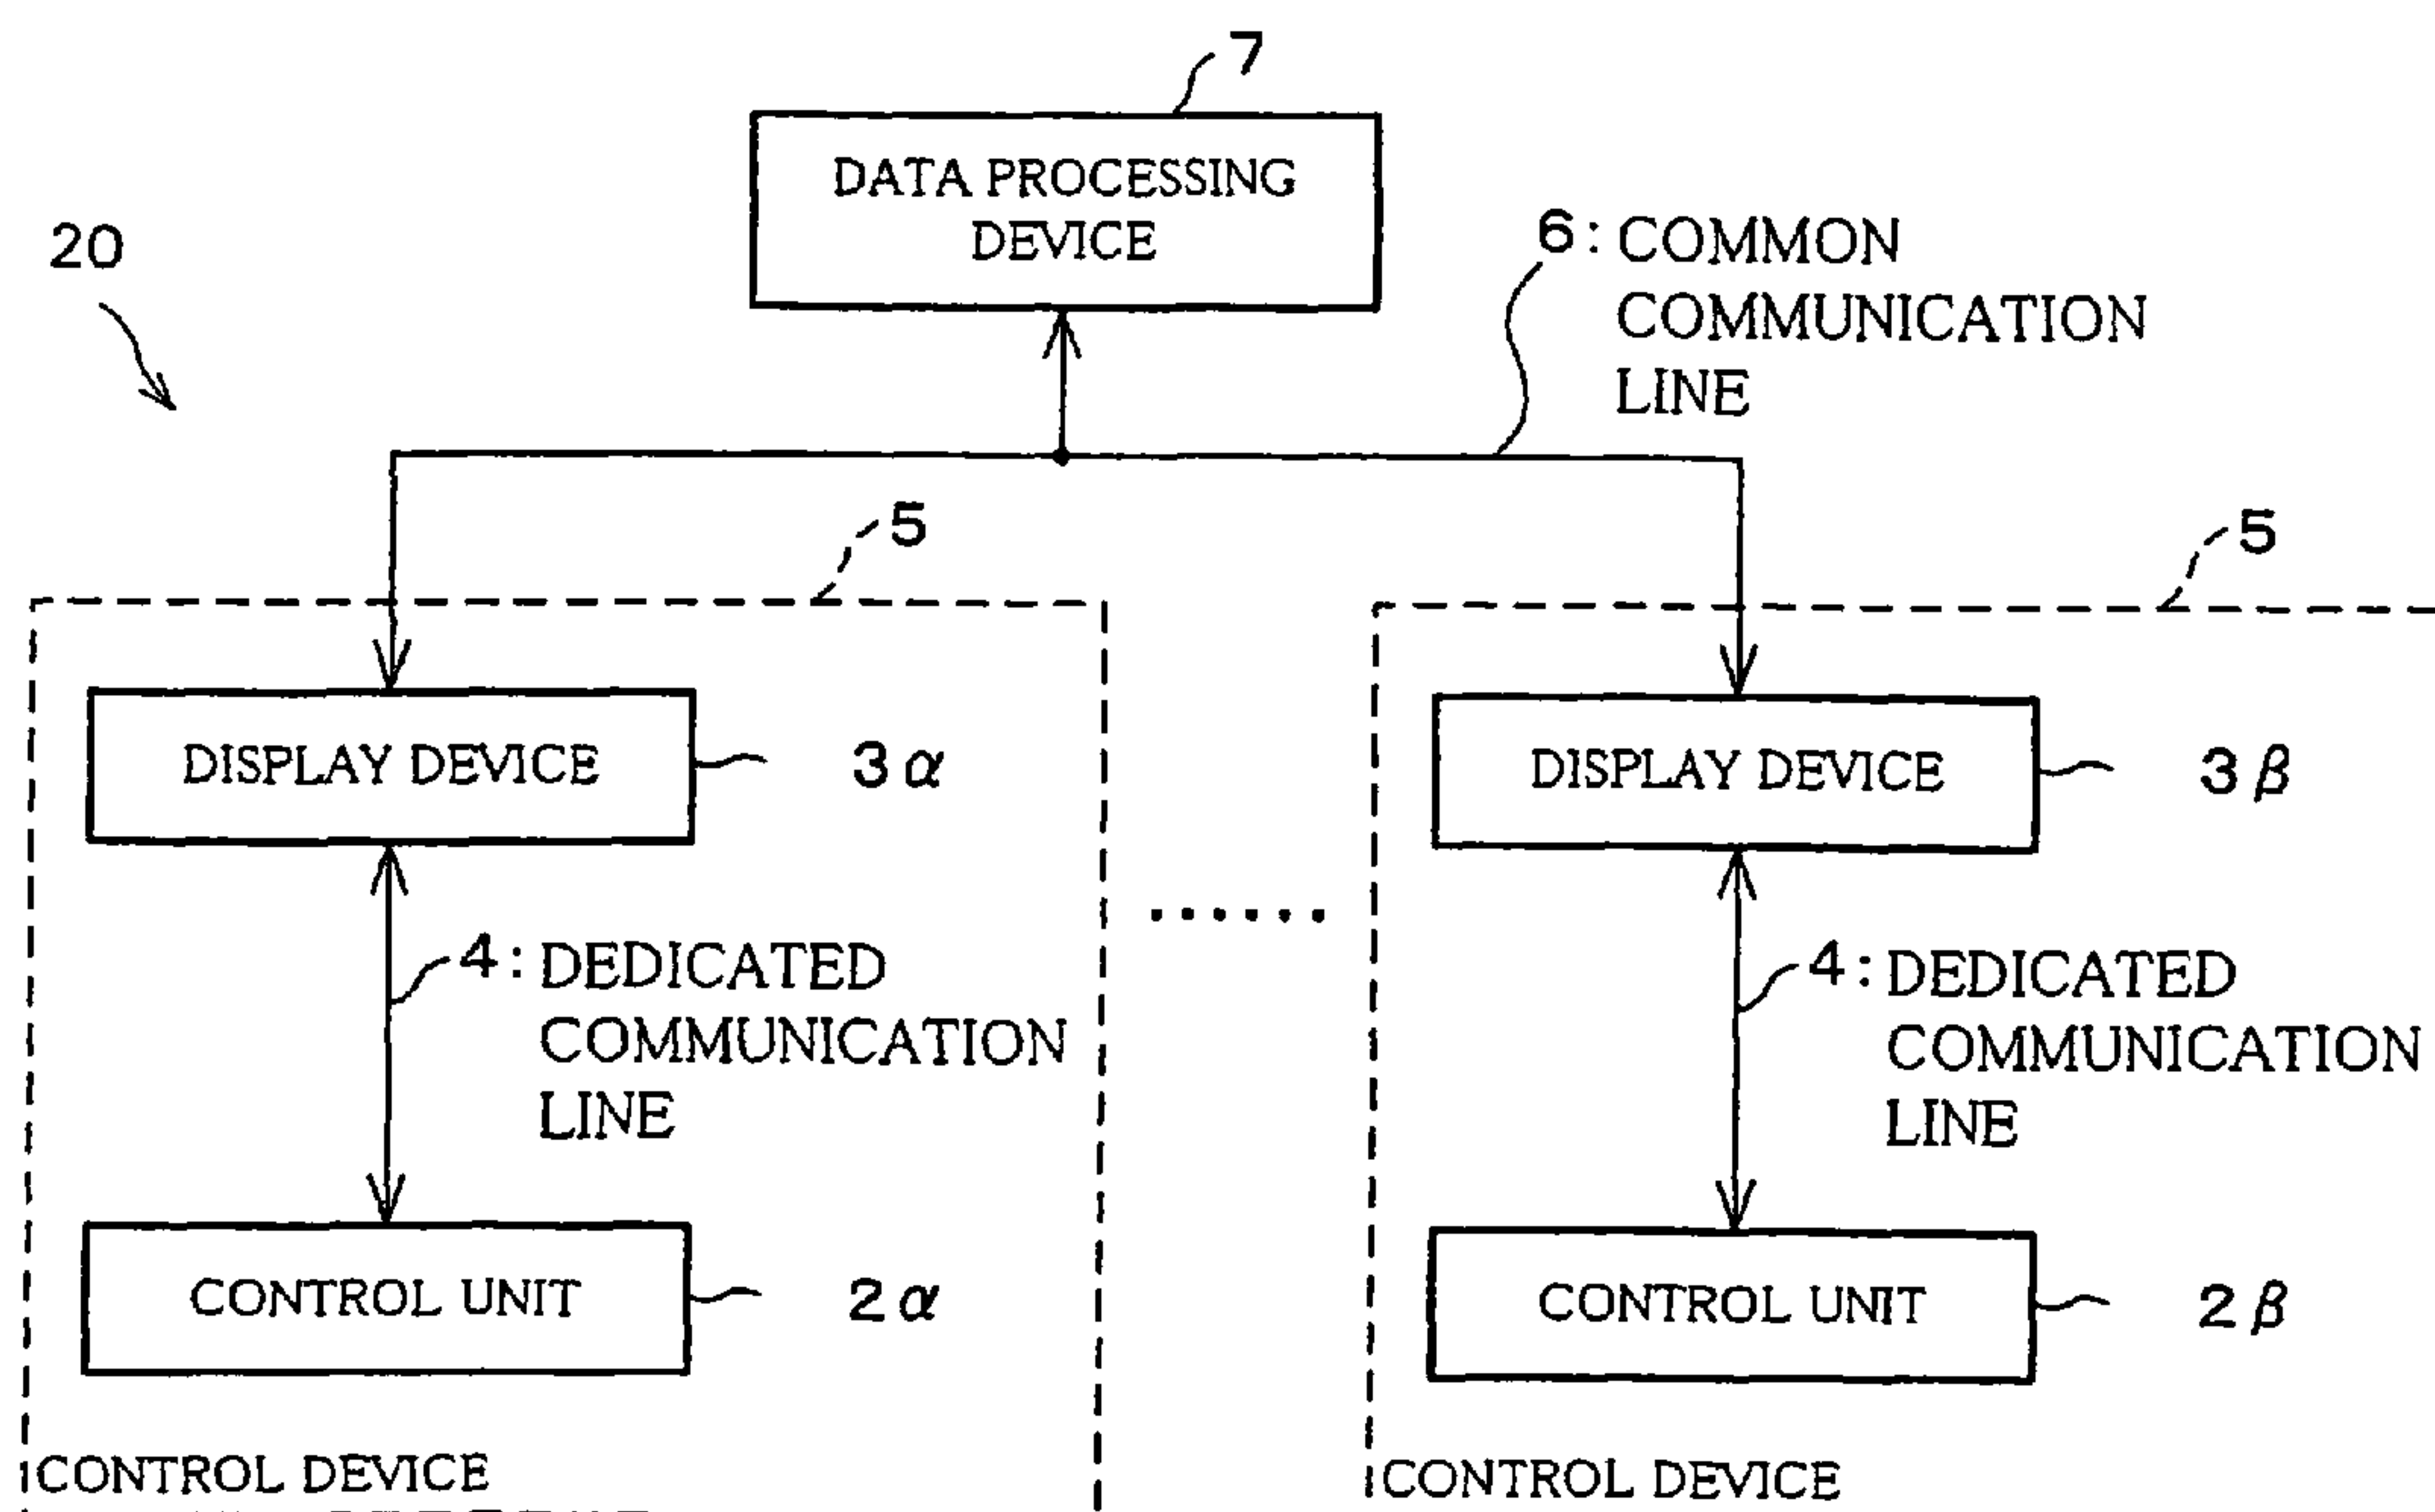 7
DATA PROCESSING
DEVICE
20
6: COMMON
COMMUNICATION
LINE
5
5
DISPLAY DEVICE
3α
DISPLAY DEVICE
3β
4: DEDICATED
COMMUNICATION
LINE
......
4: DEDICATED
COMMUNICATION
LINE
CONTROL UNIT
2α
CONTROL UNIT
2β
CONTROL DEVICE
CONTROL DEVICE